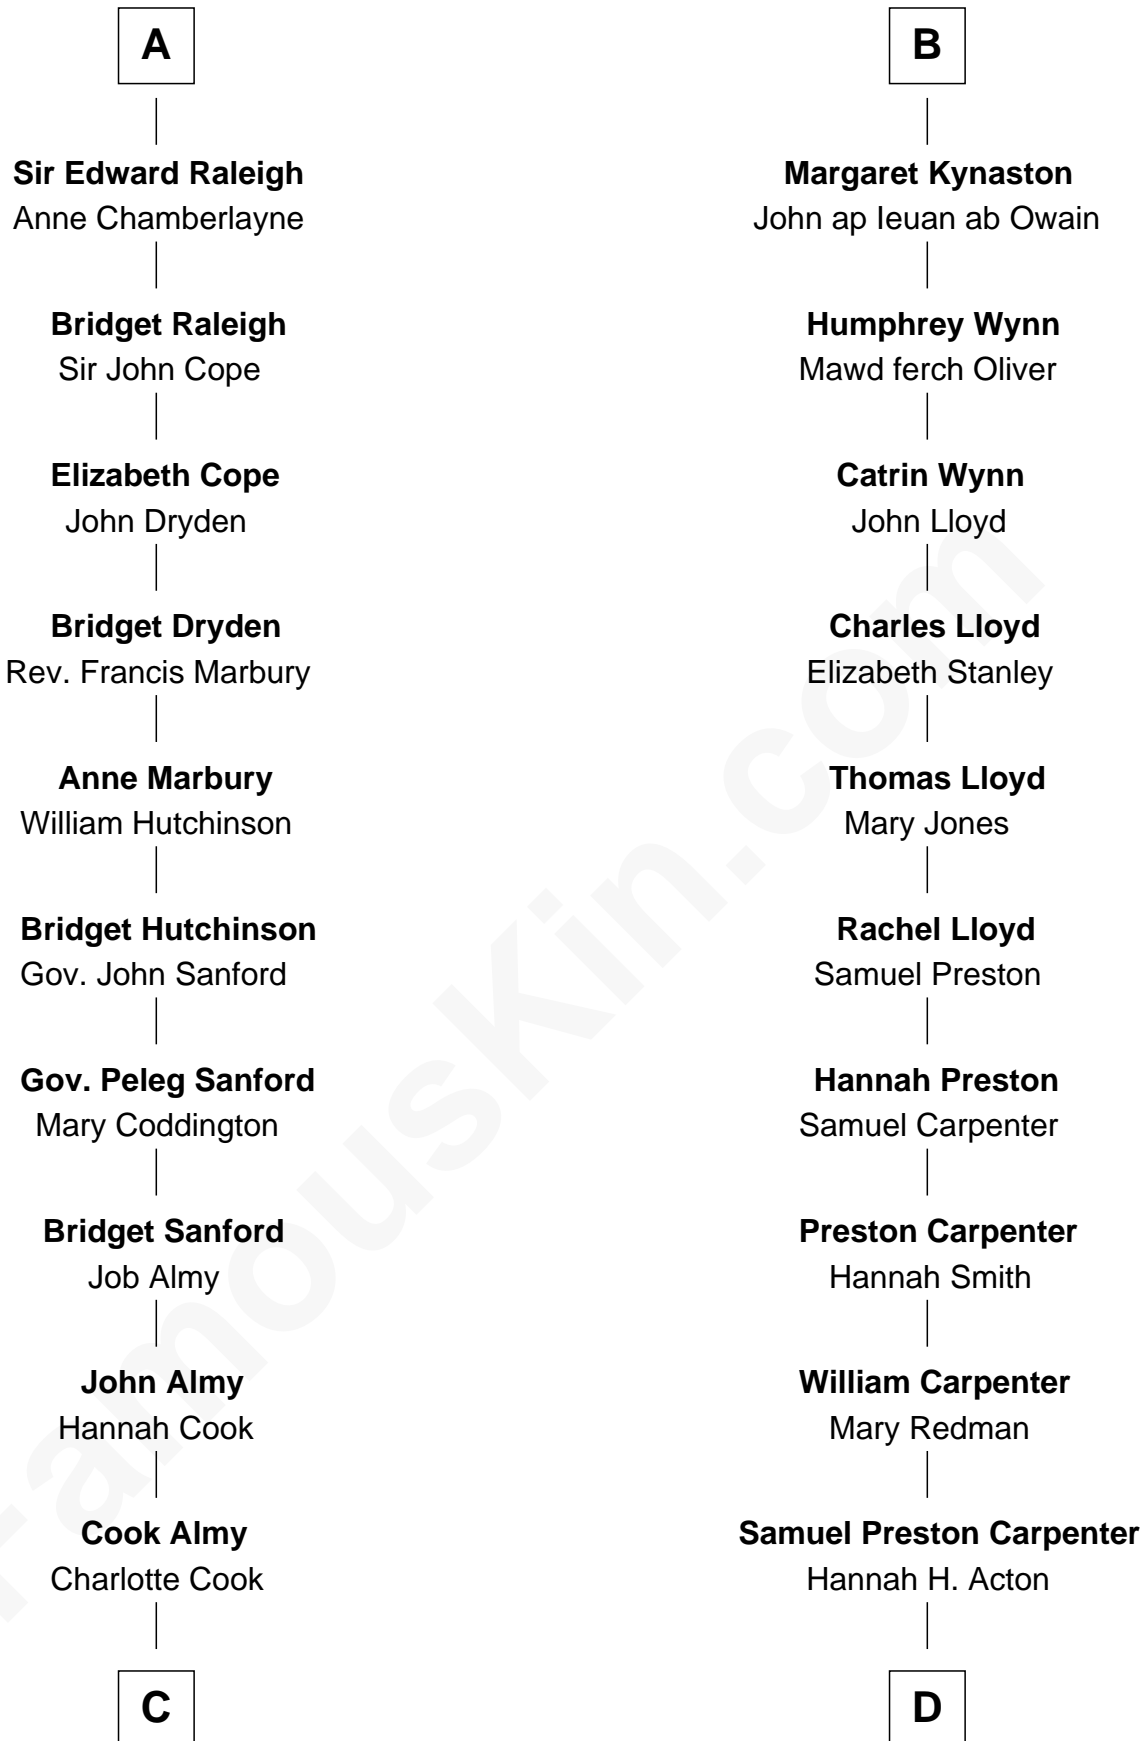 A
Sir Edward Raleigh
Anne Chamberlayne
Bridget Raleigh
Sir John Cope
Elizabeth Cope
John Dryden
Bridget Dryden
Rev. Francis Marbury
Anne Marbury
William Hutchinson
Bridget Hutchinson
Gov. John Sanford
Gov. Peleg Sanford
Mary Coddington
Bridget Sanford
Job Almy
John Almy
Hannah Cook
Cook Almy
Charlotte Cook
C
B
Margaret Kynaston
John ap Ieuan ab Owain
Humphrey Wynn
Mawd ferch Oliver
Catrin Wynn
John Lloyd
Charles Lloyd
Elizabeth Stanley
Thomas Lloyd
Mary Jones
Rachel Lloyd
Samuel Preston
Hannah Preston
Samuel Carpenter
Preston Carpenter
Hannah Smith
William Carpenter
Mary Redman
Samuel Preston Carpenter
Hannah H. Acton
D
FamousKin.com